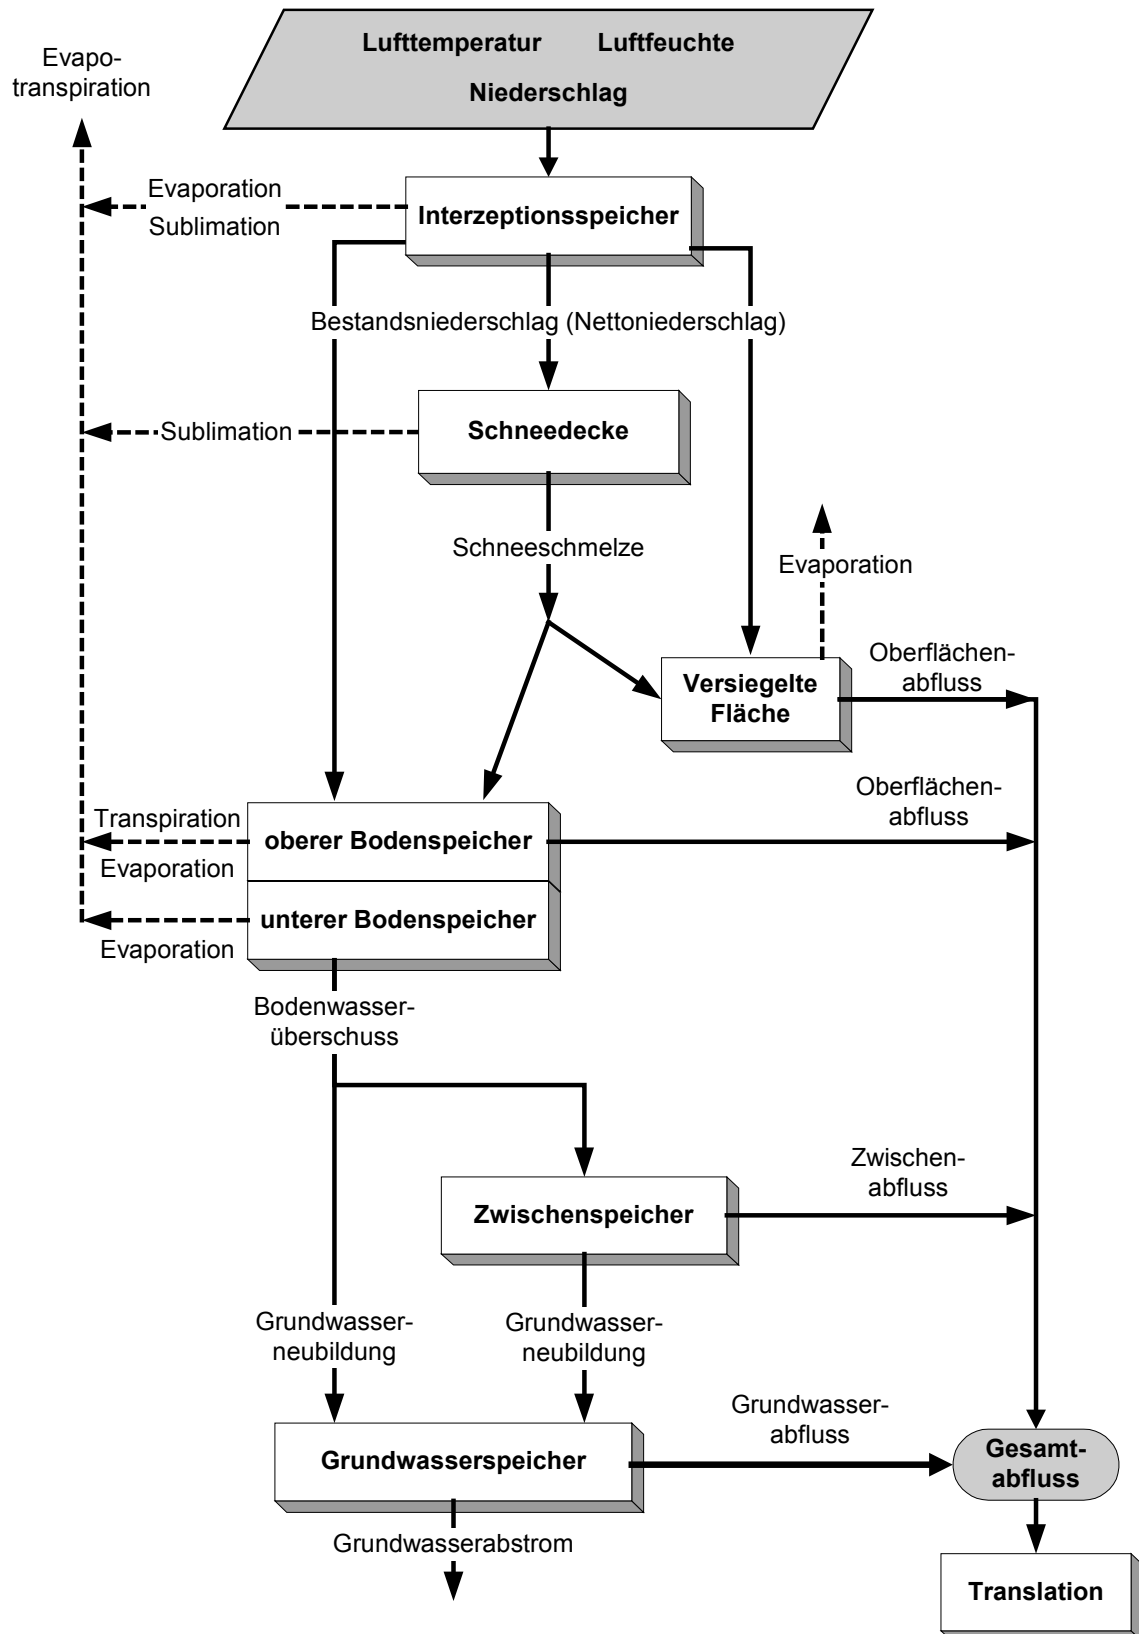 Lufttemperatur Luftfeuchte
Niederschlag
Evapo-
transpiration
Evaporation
Sublimation
Interzeptionsspeicher
Bestandsniederschlag (Nettoniederschlag)
Sublimation
Schneedecke
Schneeschmelze
Evaporation
Versiegelte
Fläche
Oberflächen-
abfluss
Transpiration
Evaporation
oberer Bodenspeicher
Oberflächen-
abfluss
unterer Bodenspeicher
Evaporation
Bodenwasser-
überschuss
Zwischenspeicher
Zwischen-
abfluss
Grundwasser-
neubildung
Grundwasser-
neubildung
Grundwasserspeicher
Grundwasser-
abfluss
Gesamt-
abfluss
Grundwasserabstrom
Translation